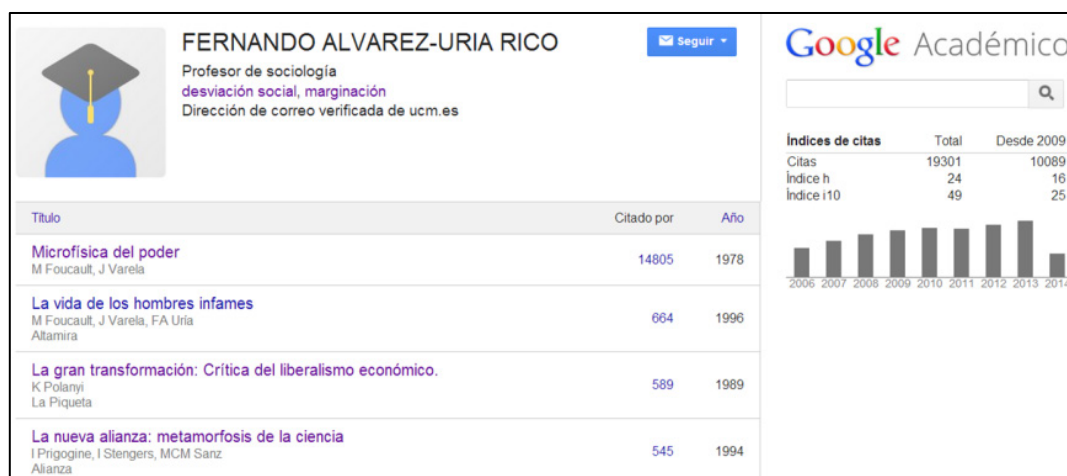 FERNANDO ALVAREZ-URIA RICO
Profesor de sociología
desviación social, marginación
Dirección de correo verificada de ucm.es
Seguir
Título Citado por Año
Microfísica del poder 14805 1978
M Foucault, J Varela
La vida de los hombres infames 664 1996
M Foucault, J Varela, FA Uría
Altamira
La gran transformación: Crítica del liberalismo económico. 589 1989
K Polanyi
La Piqueta
La nueva alianza: metamorfosis de la ciencia 545 1994
I Prigogine, I Stengers, MCM Sanz
Alianza
Google Académico
Índices de citas Total Desde 2009
Citas 19301 10089
Índice h 24 16
Índice i10 49 25
2006 2007 2008 2009 2010 2011 2012 2013 2014